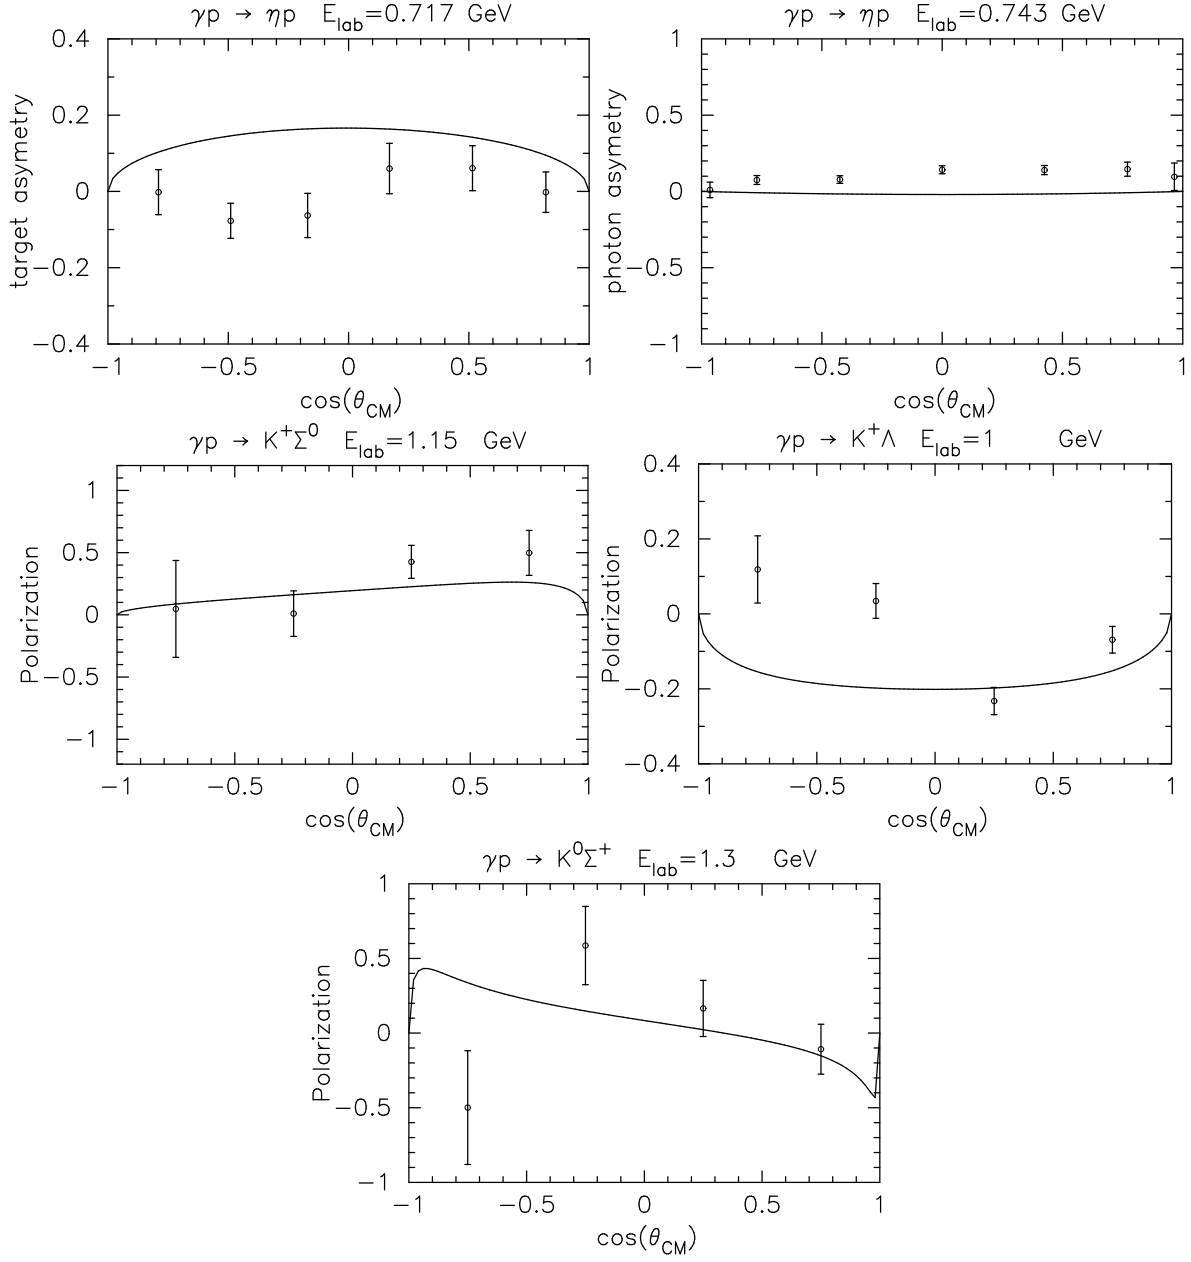 γp → ηp E_lab=0.717 GeV
0.4
0.2
0
−0.2
−0.4
target asymetry
−1 −0.5 0 0.5 1
cos(θ_CM)
γp → ηp E_lab=0.743 GeV
1
0.5
0
−0.5
−1
photon asymetry
−1 −0.5 0 0.5 1
cos(θ_CM)
γp → K⁺Σ⁰ E_lab=1.15 GeV
1
0.5
0
−0.5
−1
Polarization
−1 −0.5 0 0.5 1
cos(θ_CM)
γp → K⁺Λ E_lab=1 GeV
0.4
0.2
0
−0.2
−0.4
Polarization
−1 −0.5 0 0.5 1
cos(θ_CM)
γp → K⁰Σ⁺ E_lab=1.3 GeV
1
0.5
0
−0.5
−1
Polarization
−1 −0.5 0 0.5 1
cos(θ_CM)